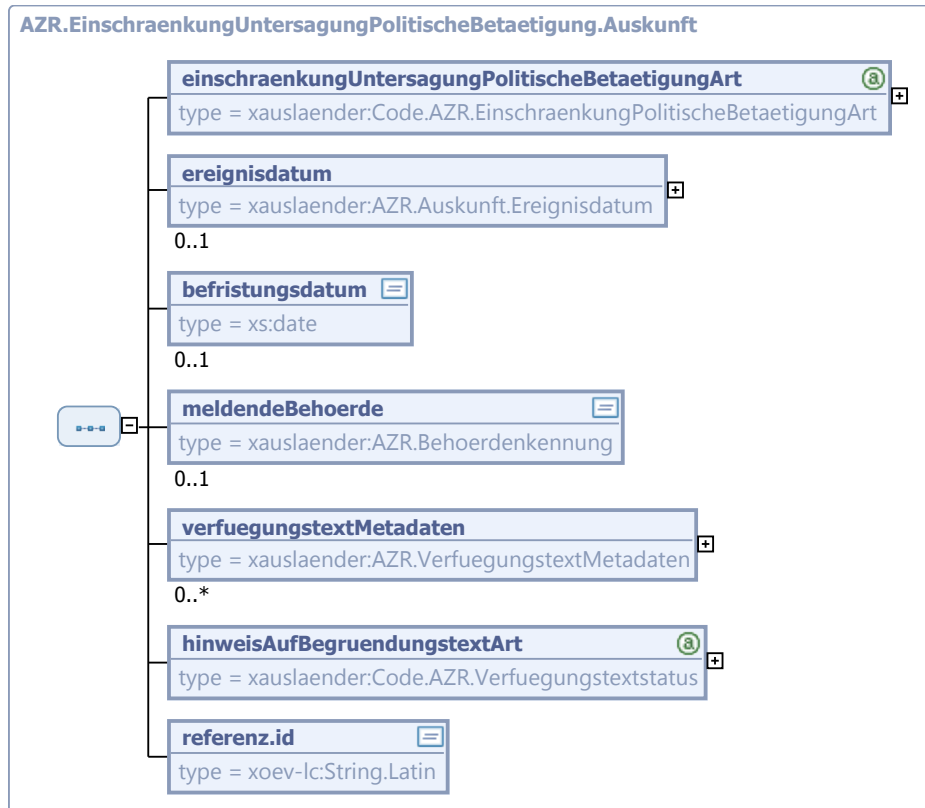 AZR.EinschraenkungUntersagungPolitischeBetaetigung.Auskunft
einschraenkungUntersagungPolitischeBetaetigungArt
type = xauslaender:Code.AZR.EinschraenkungPolitischeBetaetigungArt
ereignisdatum
type = xauslaender:AZR.Auskunft.Ereignisdatum
0..1
befristungsdatum
type = xs:date
0..1
meldendeBehoerde
type = xauslaender:AZR.Behoerdenkennung
0..1
verfuegungstextMetadaten
type = xauslaender:AZR.VerfuegungstextMetadaten
0..*
hinweisAufBegruendungstextArt
type = xauslaender:Code.AZR.Verfuegungstextstatus
referenz.id
type = xoev-lc:String.Latin